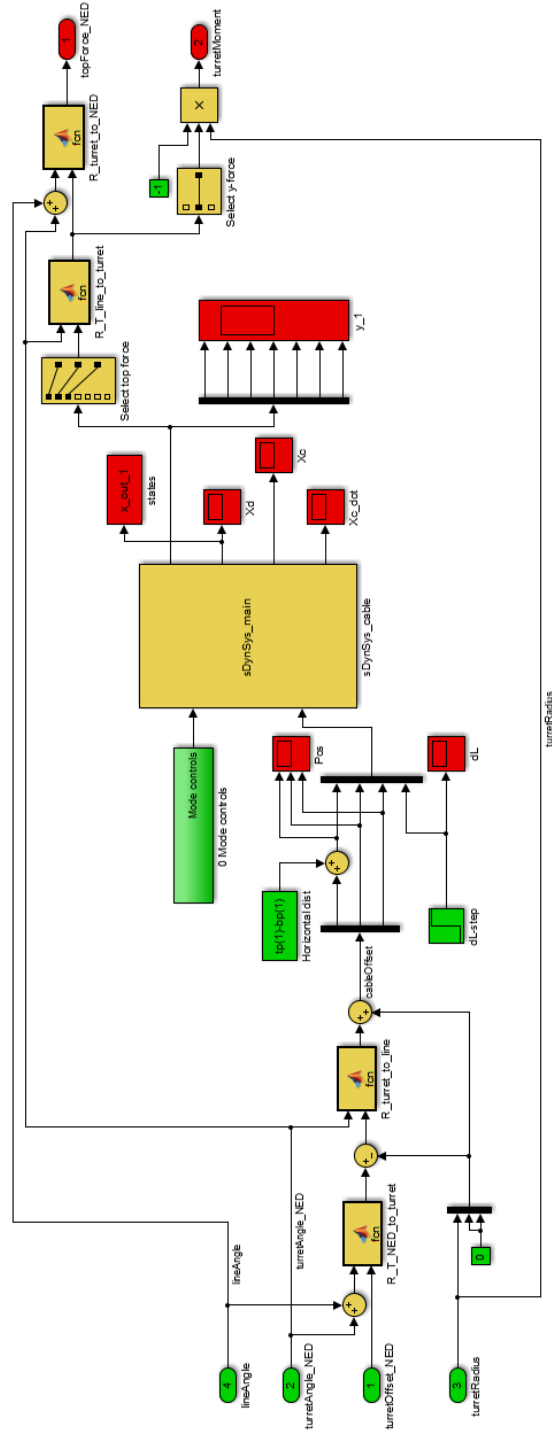 4
lineAngle
2
turretAngle_NED
1
turretOffset_NED
3
turretRadius
lineAngle
turretAngle_NED
+
+
fcn
R_T_NED_to_turret
+
-
0
fcn
R_turret_to_line
+
+
cableOffset
tp(1)-bp(1)
Horizontal dist
+
+
dL-step
Pos
dL
Mode controls
0 Mode controls
sDynSys_main
sDynSys_cable
x_out_1
states
Xd
Xc
Xc_dot
y_1
Select top force
fcn
R_T_line_to_turret
+
+
fcn
R_turret_to_NED
1
topForce_NED
Select y-force
-1
×
2
turretMoment
turretRadius